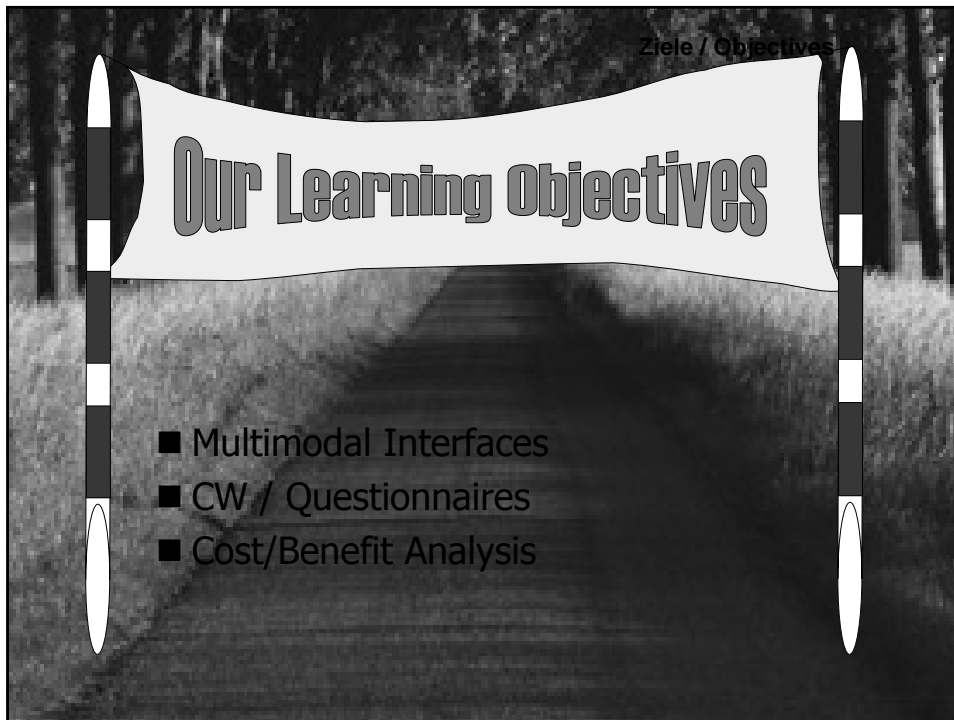 Ziele / Objectives
Our Learning Objectives
■ Multimodal Interfaces
■ CW / Questionnaires
■ Cost/Benefit Analysis